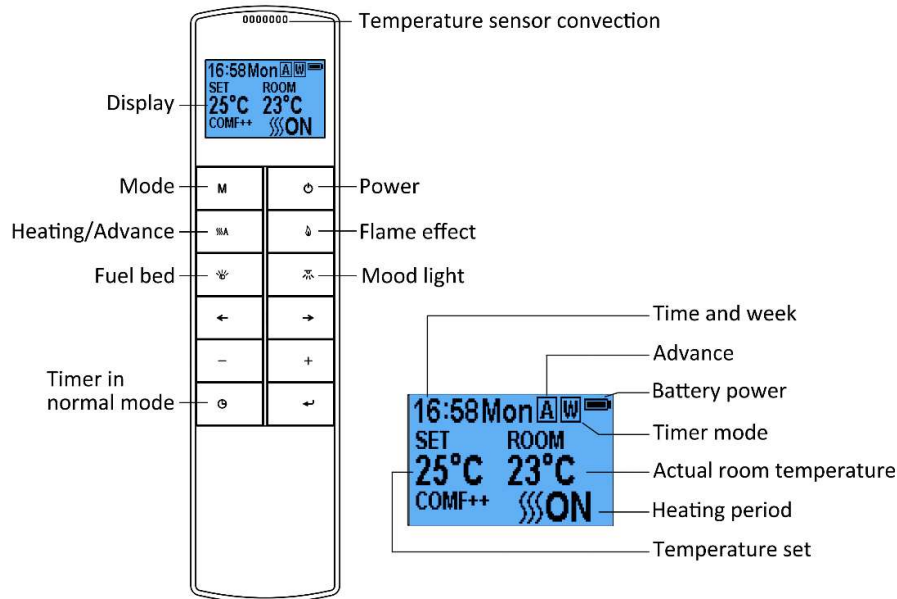 Temperature sensor convection
16:58Mon A W
SET ROOM
25°C 23°C
COMF++ ON
Display
Mode
M
Power
Heating/Advance
A
Flame effect
Fuel bed
Mood light
← →
− +
Timer in
normal mode
Time and week
Advance
Battery power
16:58Mon A W
Timer mode
SET ROOM
25°C 23°C
Actual room temperature
COMF++ ON
Heating period
Temperature set